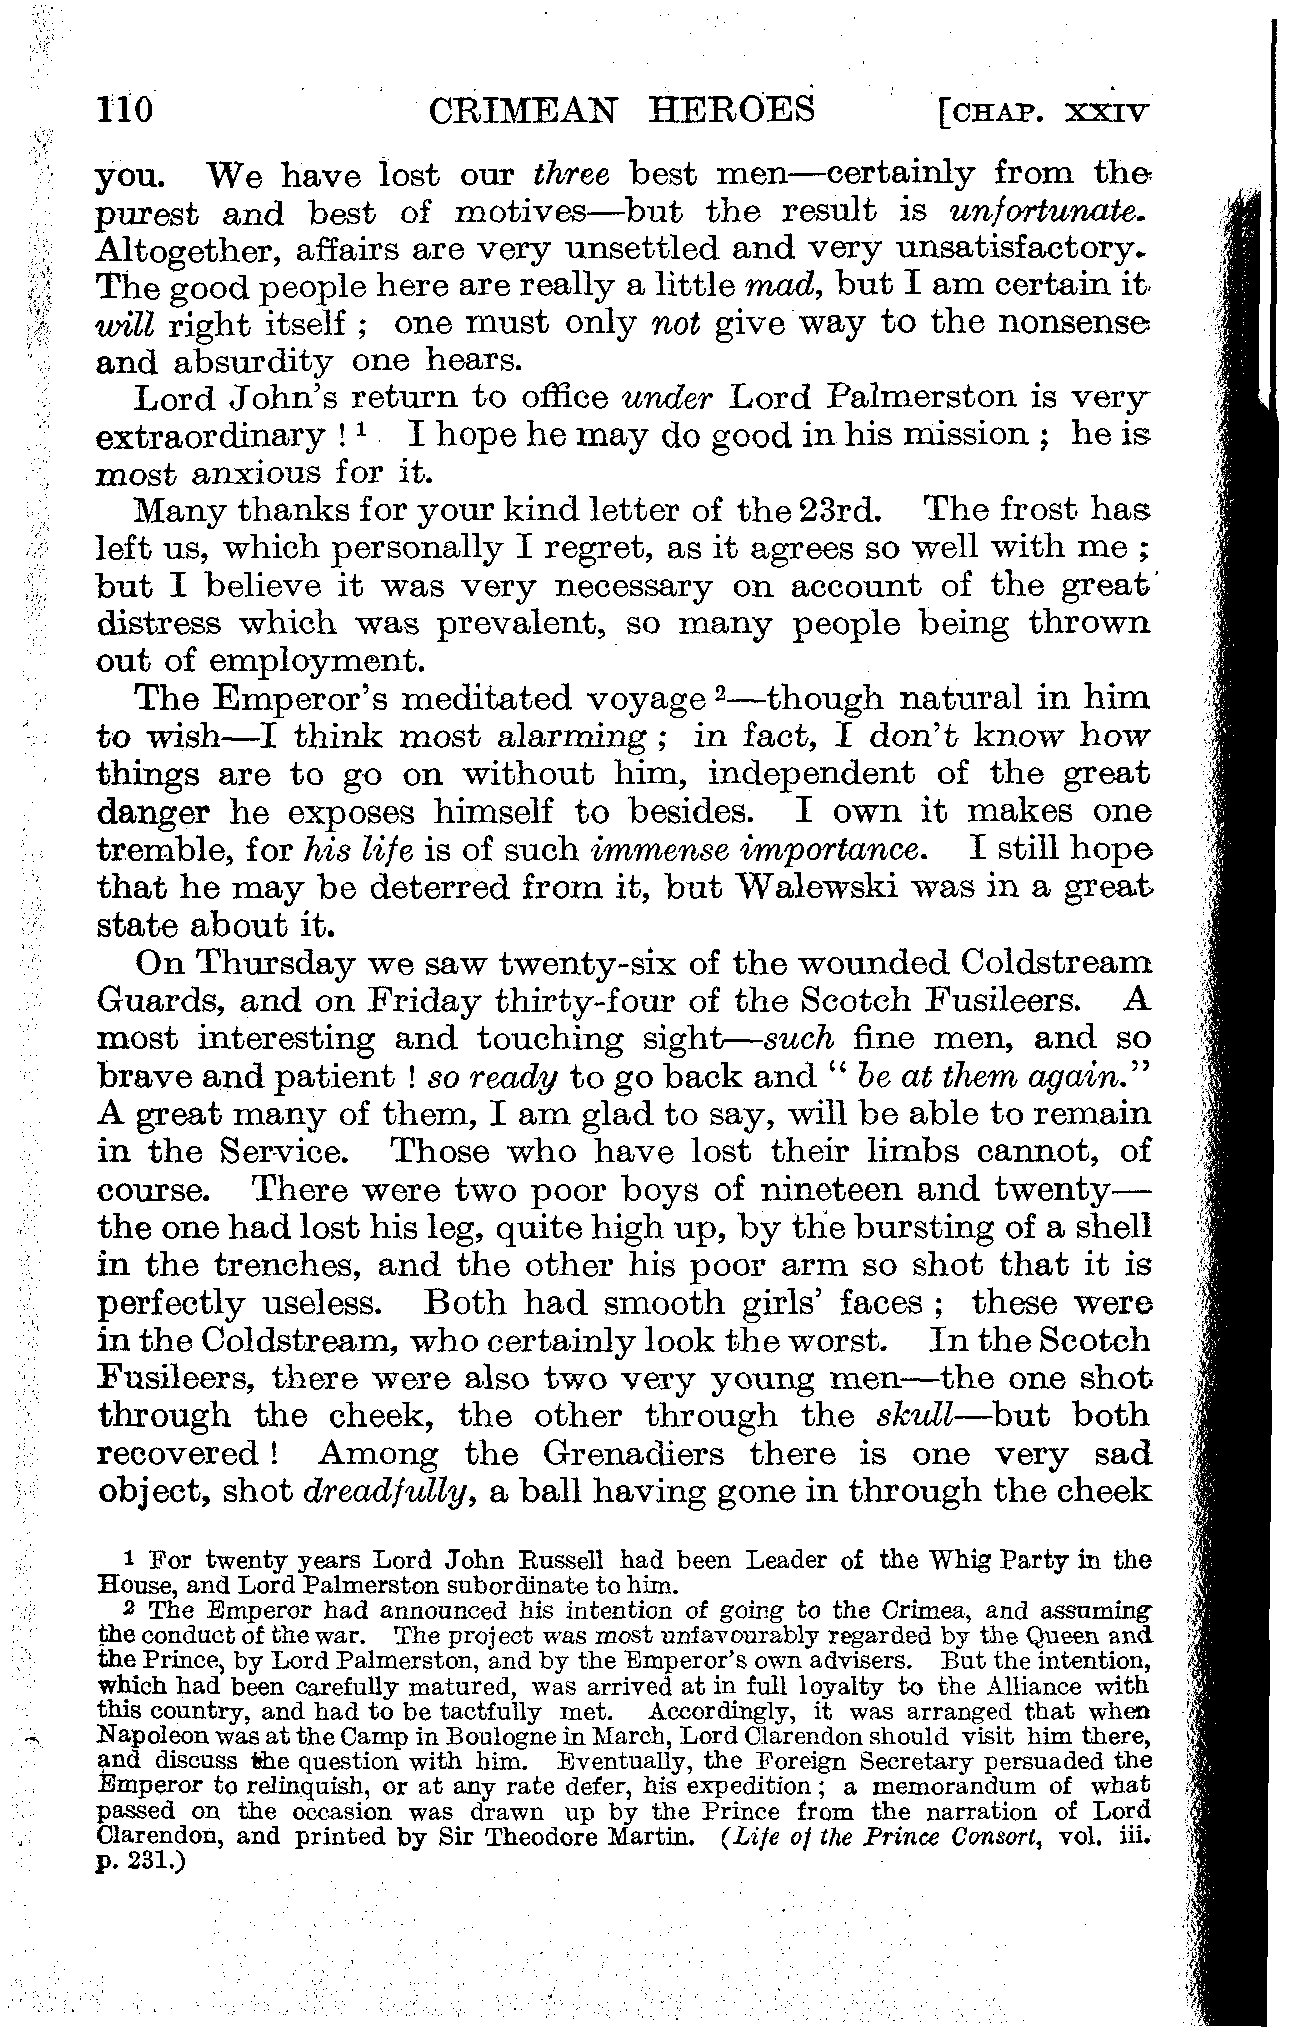 110 CRIMEAN HEROES [CHAP. XXIV
you. We have lost our three best men—certainly from the
purest and best of motives—but the result is unfortunate.
Altogether, affairs are very unsettled and very unsatisfactory.
The good people here are really a little mad, but I am certain it
will right itself ; one must only not give way to the nonsense
and absurdity one hears.
Lord John's return to office under Lord Palmerston is very
extraordinary ! 1 I hope he may do good in his mission ; he is
most anxious for it.
Many thanks for your kind letter of the 23rd. The frost has
left us, which personally I regret, as it agrees so well with me ;
but I believe it was very necessary on account of the great
distress which was prevalent, so many people being thrown
out of employment.
The Emperor's meditated voyage 2—though natural in him
to wish—I think most alarming ; in fact, I don't know how
things are to go on without him, independent of the great
danger he exposes himself to besides. I own it makes one
tremble, for his life is of such immense importance. I still hope
that he may be deterred from it, but Walewski was in a great
state about it.
On Thursday we saw twenty-six of the wounded Coldstream
Guards, and on Friday thirty-four of the Scotch Fusileers. A
most interesting and touching sight—such fine men, and so
brave and patient ! so ready to go back and " be at them again."
A great many of them, I am glad to say, will be able to remain
in the Service. Those who have lost their limbs cannot, of
course. There were two poor boys of nineteen and twenty—
the one had lost his leg, quite high up, by the bursting of a shell
in the trenches, and the other his poor arm so shot that it is
perfectly useless. Both had smooth girls' faces ; these were
in the Coldstream, who certainly look the worst. In the Scotch
Fusileers, there were also two very young men—the one shot
through the cheek, the other through the skull—but both
recovered ! Among the Grenadiers there is one very sad
object, shot dreadfully, a ball having gone in through the cheek
1 For twenty years Lord John Russell had been Leader of the Whig Party in the
House, and Lord Palmerston subordinate to him.
2 The Emperor had announced his intention of going to the Crimea, and assuming
the conduct of the war. The project was most unfavourably regarded by the Queen and
the Prince, by Lord Palmerston, and by the Emperor's own advisers. But the intention,
which had been carefully matured, was arrived at in full loyalty to the Alliance with
this country, and had to be tactfully met. Accordingly, it was arranged that when
Napoleon was at the Camp in Boulogne in March, Lord Clarendon should visit him there,
and discuss the question with him. Eventually, the Foreign Secretary persuaded the
Emperor to relinquish, or at any rate defer, his expedition ; a memorandum of what
passed on the occasion was drawn up by the Prince from the narration of Lord
Clarendon, and printed by Sir Theodore Martin. (Life of the Prince Consort, vol. iii.
p. 231.)